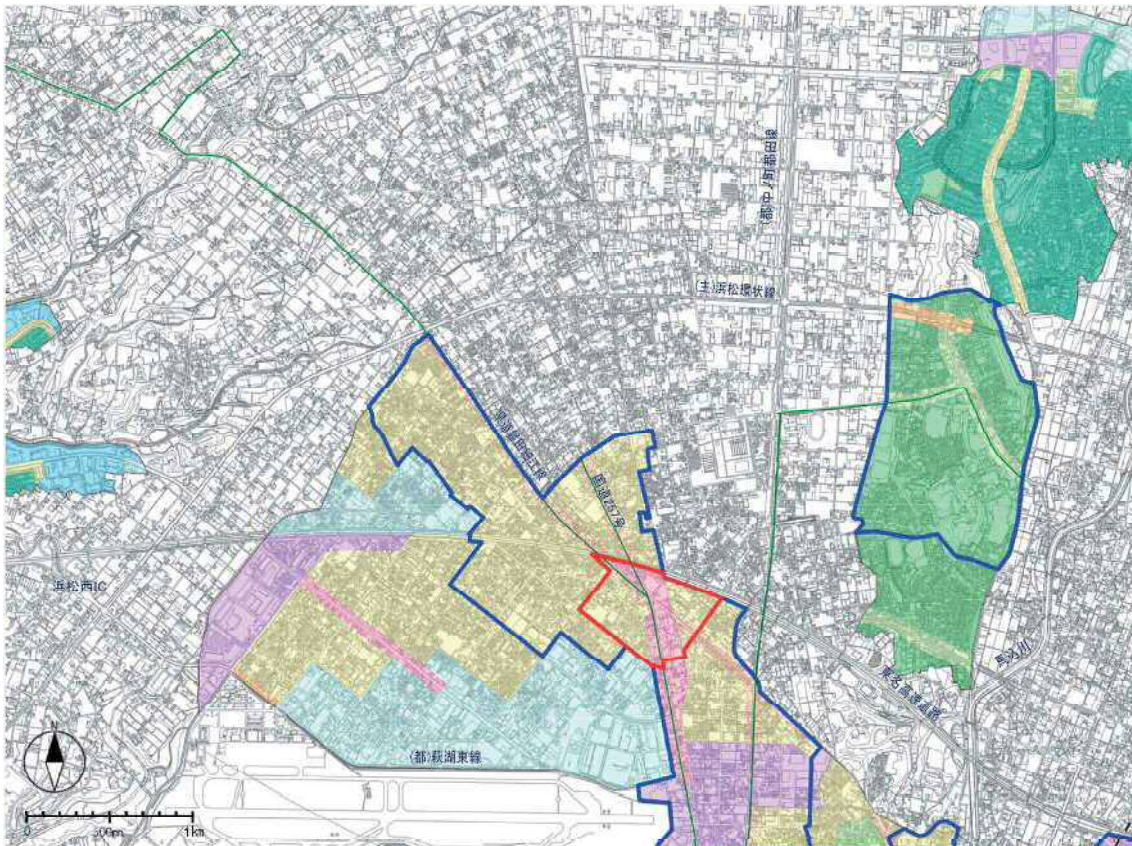 (都)中ノ町都田線
(主)浜松環状線
国道257号
浜松西IC
馬込川
東名高速道路
(都)萩湖東線
N
0 500m 1km